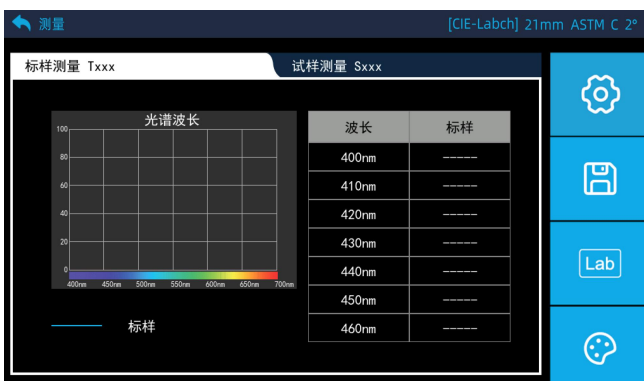 测量 [CIE-Labch] 21mm ASTM C 2°
标样测量 Txxx 试样测量 Sxxx
光谱波长
100
80
60
40
20
0
400nm 450nm 500nm 550nm 600nm 650nm 700nm
标样
波长 标样
400nm -----
410nm -----
420nm -----
430nm -----
440nm -----
450nm -----
460nm -----
Lab